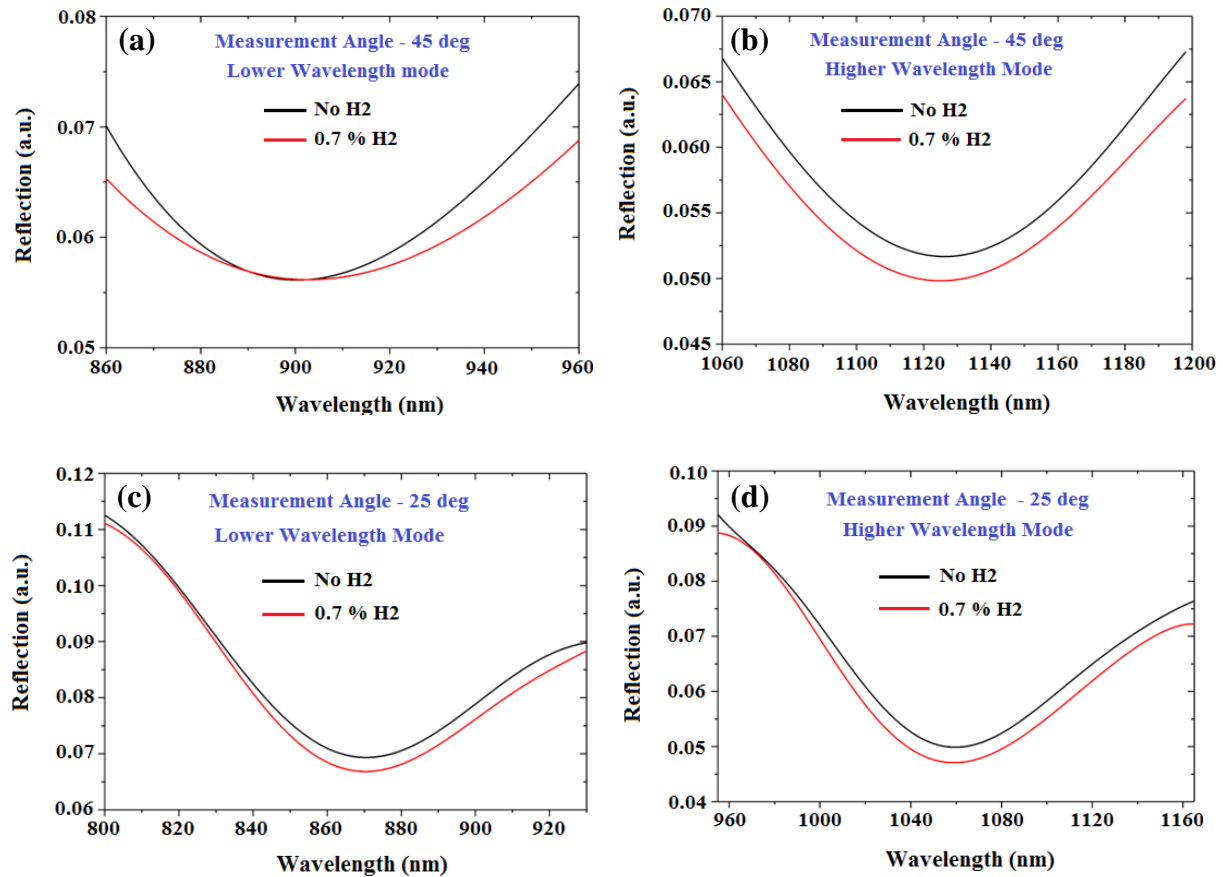 (a)
Measurement Angle - 45 deg
Lower Wavelength mode
No H2
0.7 % H2
0.08
0.07
0.06
0.05
Reflection (a.u.)
860 880 900 920 940 960
Wavelength (nm)
(b)
Measurement Angle - 45 deg
Higher Wavelength Mode
No H2
0.7 % H2
0.070
0.065
0.060
0.055
0.050
0.045
Reflection (a.u.)
1060 1080 1100 1120 1140 1160 1180 1200
Wavelength (nm)
(c)
Measurement Angle - 25 deg
Lower Wavelength Mode
No H2
0.7 % H2
0.12
0.11
0.10
0.09
0.08
0.07
0.06
Reflection (a.u.)
800 820 840 860 880 900 920
Wavelength (nm)
(d)
Measurement Angle - 25 deg
Higher Wavelength Mode
No H2
0.7 % H2
0.10
0.09
0.08
0.07
0.06
0.05
0.04
Reflection (a.u.)
960 1000 1040 1080 1120 1160
Wavelength (nm)